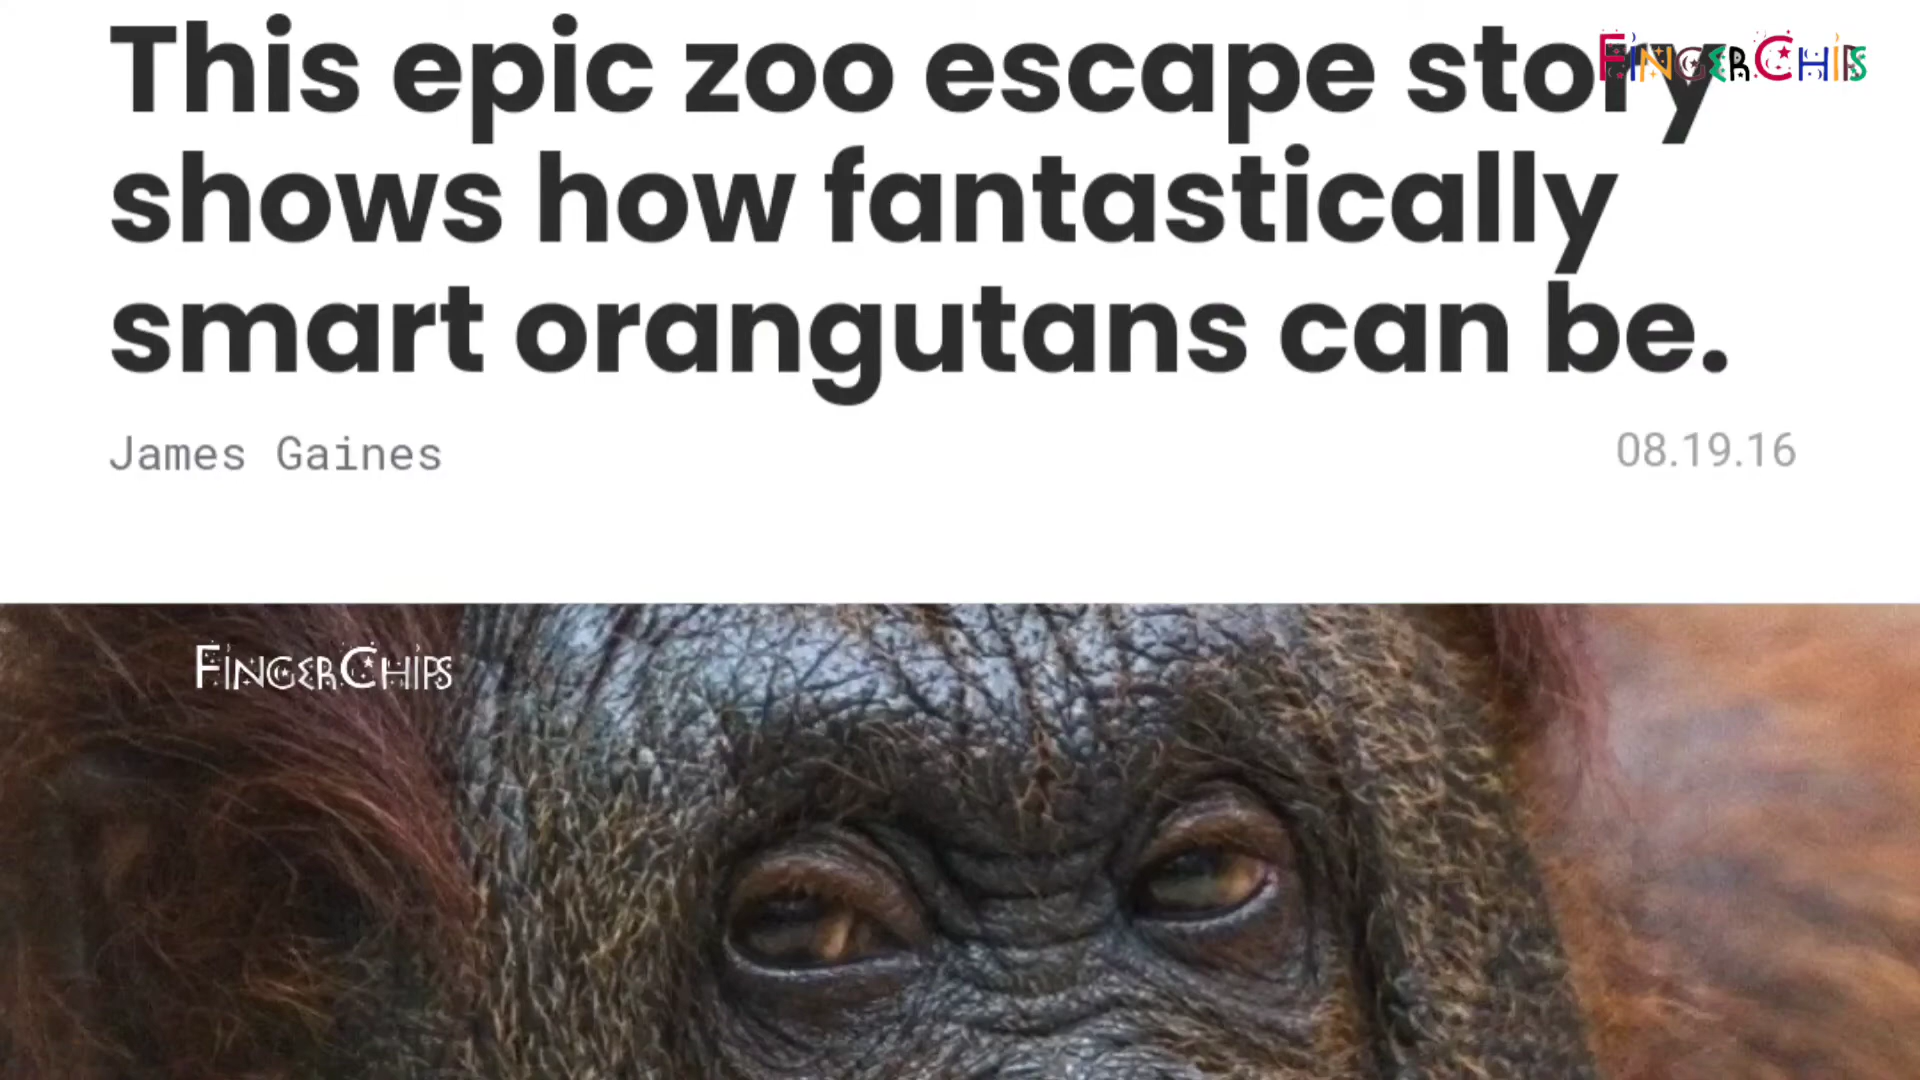 This epic zoo escape story
FINGERCHIPS
shows how fantastically
smart orangutans can be.
James Gaines
08.19.16
FINGERCHIPS